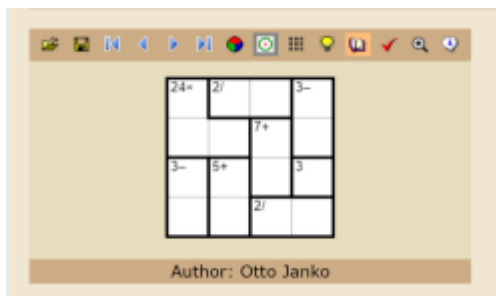 24× 2/ 3−
7+
3− 5+ 3
2/
Author: Otto Janko